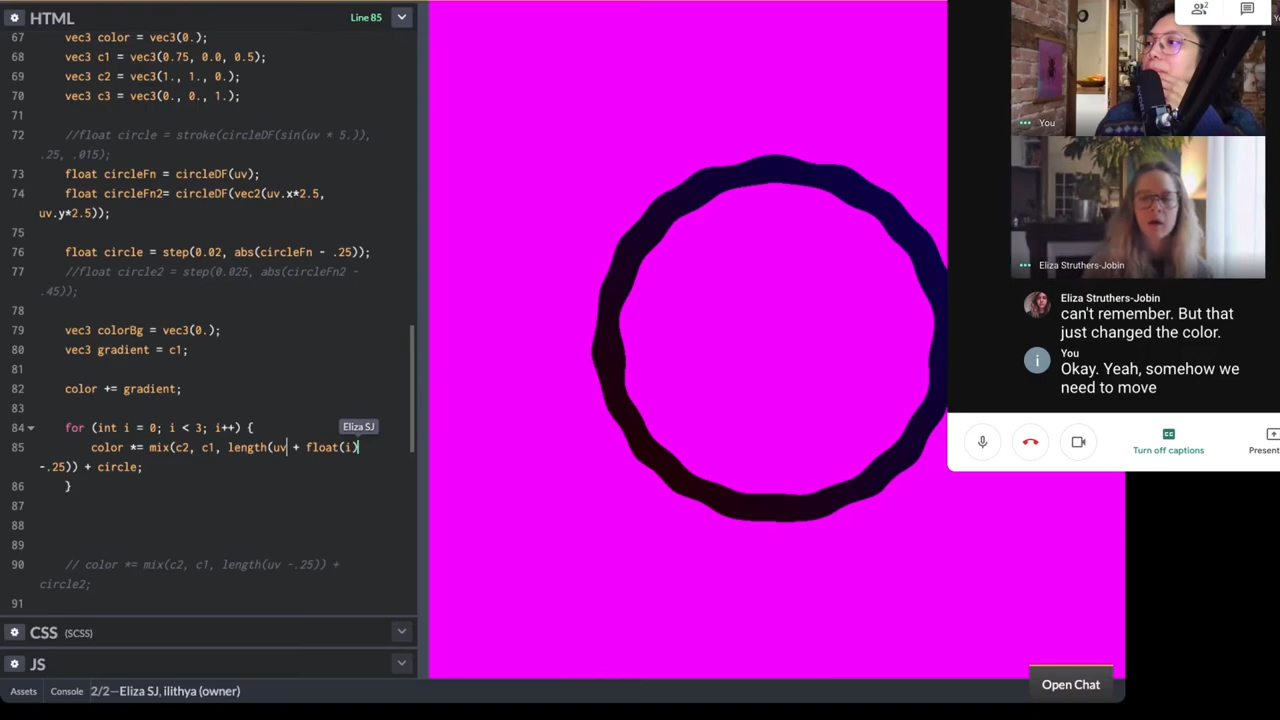 HTML
Line 85
67 vec3 color = vec3(0.);
68 vec3 c1 = vec3(0.75, 0.0, 0.5);
69 vec3 c2 = vec3(1., 1., 0.);
70 vec3 c3 = vec3(0., 0., 1.);
71
72 //float circle = stroke(circleDF(sin(uv * 5.)),
.25, .015);
73 float circleFn = circleDF(uv);
74 float circleFn2= circleDF(vec2(uv.x*2.5,
uv.y*2.5));
75
76 float circle = step(0.02, abs(circleFn - .25));
77 //float circle2 = step(0.025, abs(circleFn2 -
.45));
78
79 vec3 colorBg = vec3(0.);
80 vec3 gradient = c1;
81
82 color += gradient;
83
84 for (int i = 0; i < 3; i++) {
Eliza SJ
85 color *= mix(c2, c1, length(uv + float(i)
-.25)) + circle;
86 }
87
88
89
90 // color *= mix(c2, c1, length(uv -.25)) +
circle2;
91
CSS (SCSS)
JS
Assets Console 2/2—Eliza SJ, ilithya (owner)
Open Chat
2
You
Eliza Struthers-Jobin
Eliza Struthers-Jobin
can't remember. But that
just changed the color.
i
You
Okay. Yeah, somehow we
need to move
CC
Turn off captions
Present